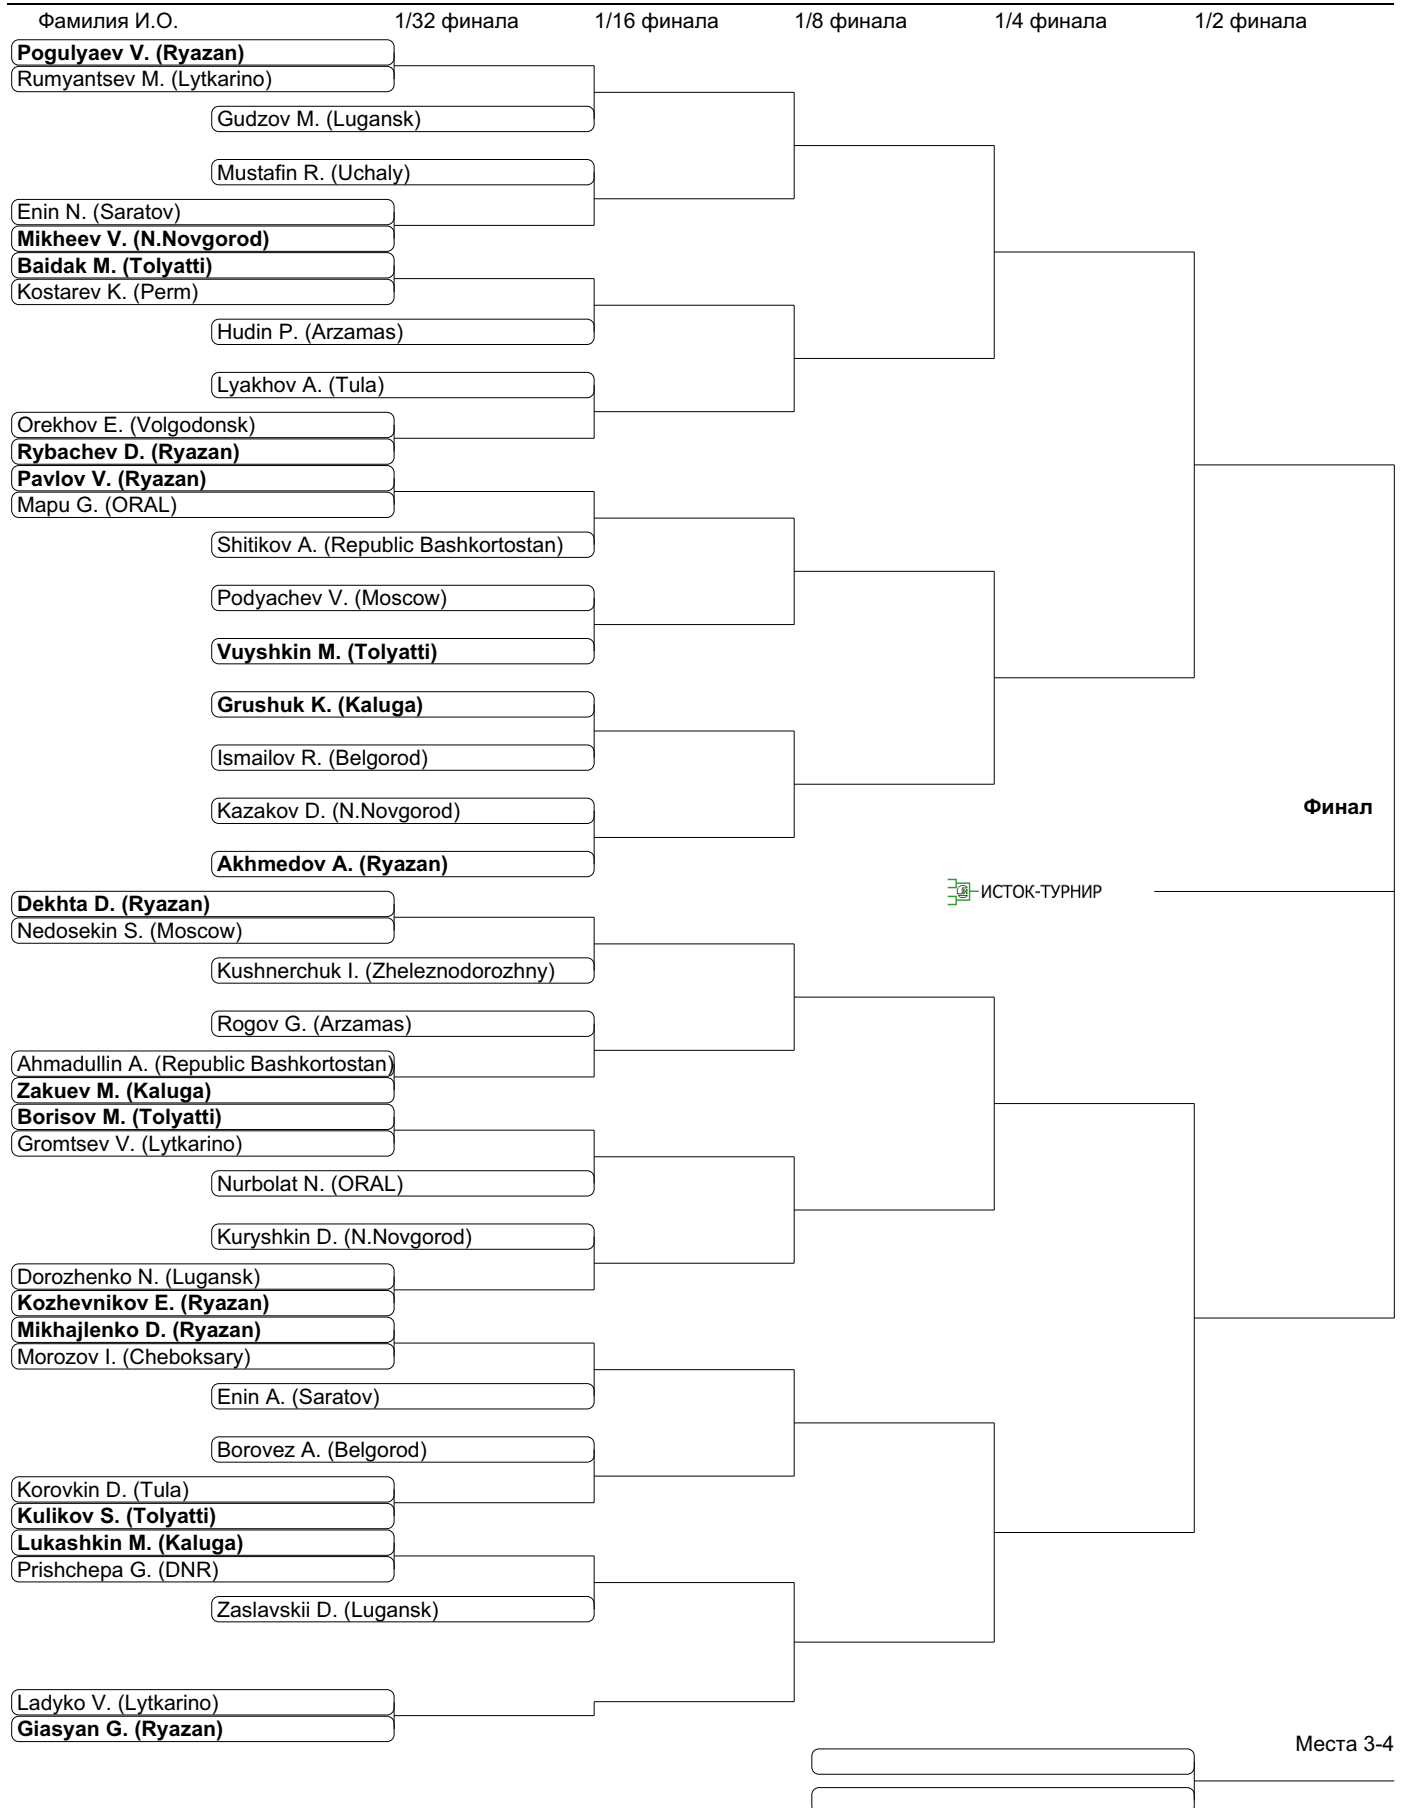 Фамилия И.О. 1/32 финала 1/16 финала 1/8 финала 1/4 финала 1/2 финала
Pogulyaev V. (Ryazan)
Rumyantsev M. (Lytkarino)
Gudzov M. (Lugansk)
Mustafin R. (Uchaly)
Enin N. (Saratov)
Mikheev V. (N.Novgorod)
Baidak M. (Tolyatti)
Kostarev K. (Perm)
Hudin P. (Arzamas)
Lyakhov A. (Tula)
Orekhov E. (Volgodonsk)
Rybachev D. (Ryazan)
Pavlov V. (Ryazan)
Mapu G. (ORAL)
Shitikov A. (Republic Bashkortostan)
Podyachev V. (Moscow)
Vuyshkin M. (Tolyatti)
Grushuk K. (Kaluga)
Ismailov R. (Belgorod)
Kazakov D. (N.Novgorod)
Финал
Akhmedov A. (Ryazan)
ИСТОК-ТУРНИР
Dekhta D. (Ryazan)
Nedosekin S. (Moscow)
Kushnerchuk I. (Zheleznodorozhny)
Rogov G. (Arzamas)
Ahmadullin A. (Republic Bashkortostan)
Zakuev M. (Kaluga)
Borisov M. (Tolyatti)
Gromtsev V. (Lytkarino)
Nurbolat N. (ORAL)
Kuryshkin D. (N.Novgorod)
Dorozhenko N. (Lugansk)
Kozhevnikov E. (Ryazan)
Mikhajlenko D. (Ryazan)
Morozov I. (Cheboksary)
Enin A. (Saratov)
Borovez A. (Belgorod)
Korovkin D. (Tula)
Kulikov S. (Tolyatti)
Lukashkin M. (Kaluga)
Prishchepa G. (DNR)
Zaslavskii D. (Lugansk)
Ladyko V. (Lytkarino)
Giasyan G. (Ryazan)
Места 3-4